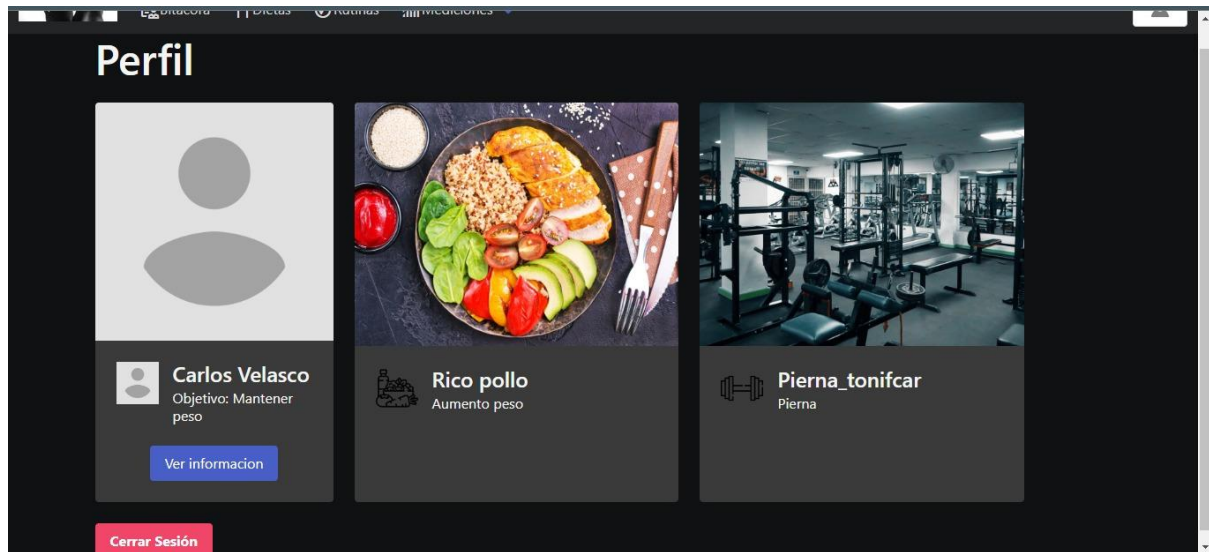 Bitacora Dietas Rutinas Mediciones
Perfil
Carlos Velasco
Objetivo: Mantener
peso
Ver informacion
Rico pollo
Aumento peso
Pierna_tonifcar
Pierna
Cerrar Sesión